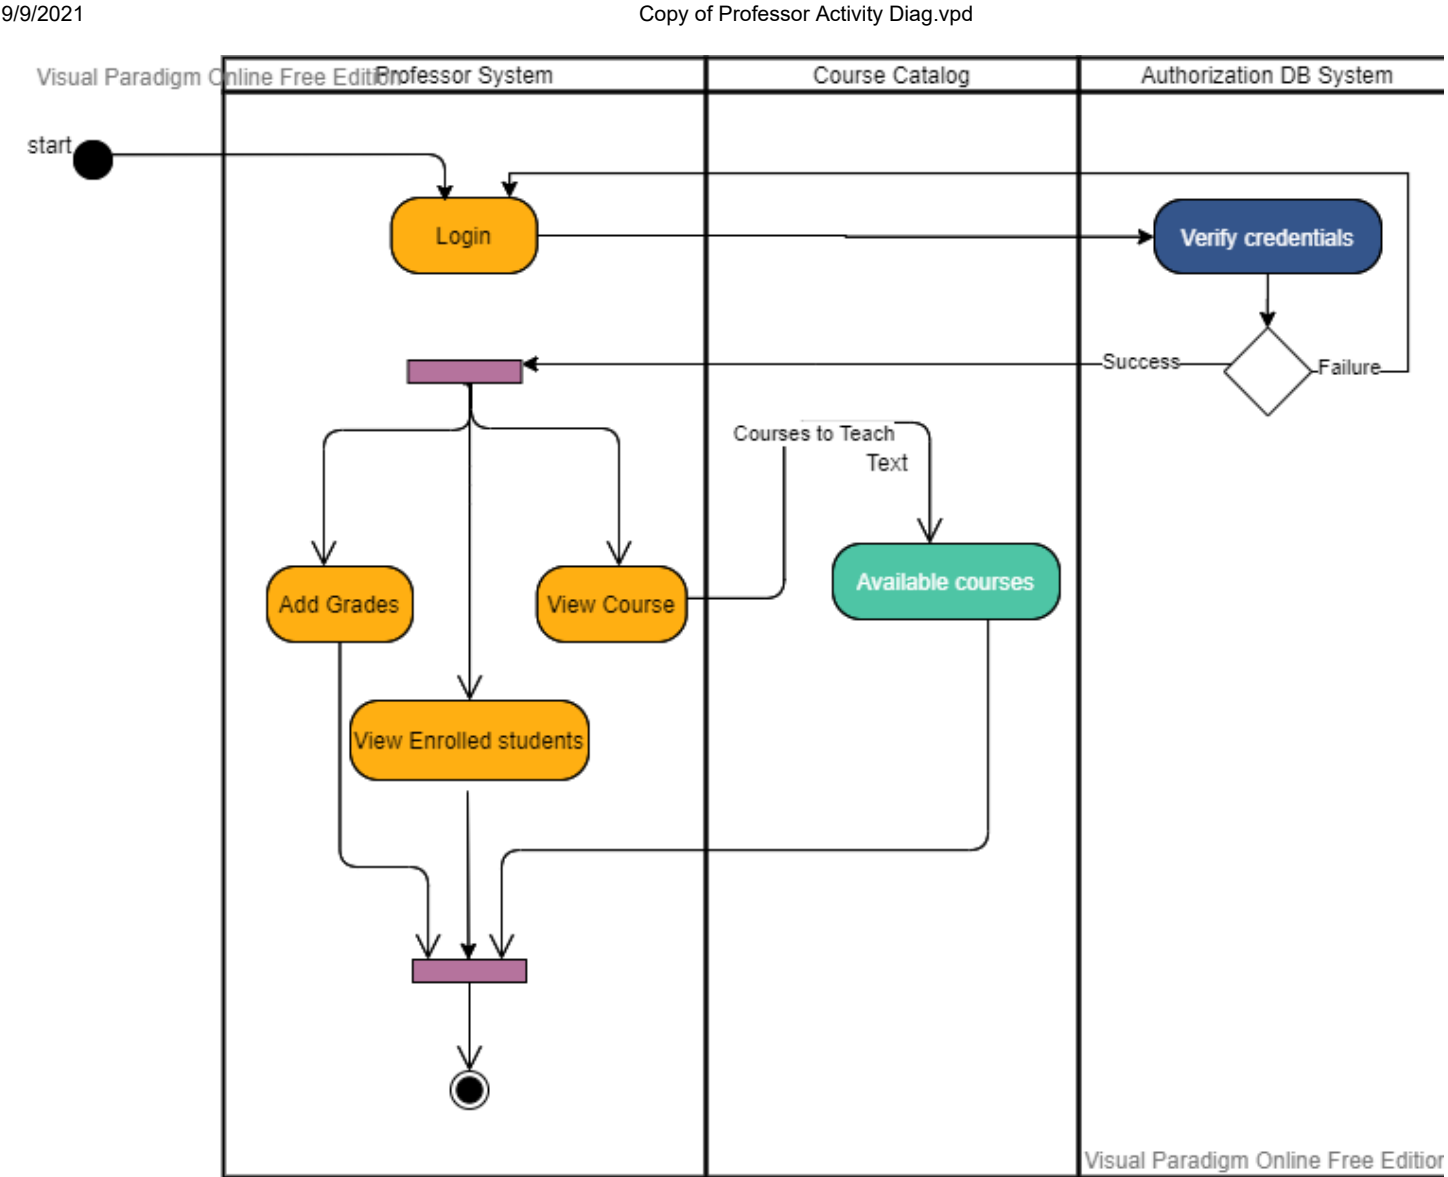 9/9/2021
Copy of Professor Activity Diag.vpd
Visual Paradigm Online Free Edition
Professor System
Course Catalog
Authorization DB System
start
Login
Verify credentials
Success
Failure
Courses to Teach
Text
Available courses
Add Grades
View Course
View Enrolled students
Visual Paradigm Online Free Edition